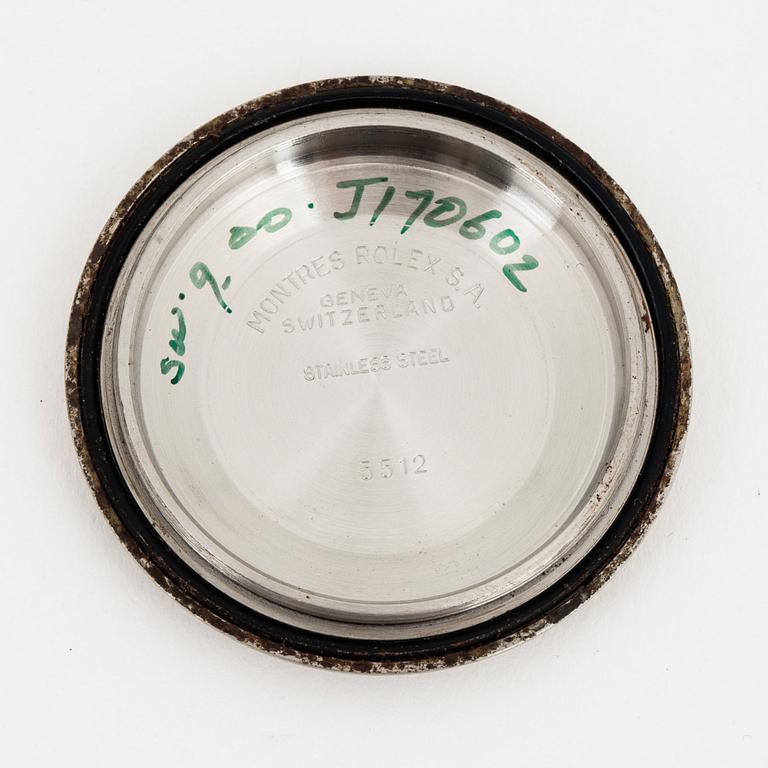 sw. 9. 00. J170602
MONTRES ROLEX S.A.
GENEVA
SWITZERLAND
STAINLESS STEEL
5512